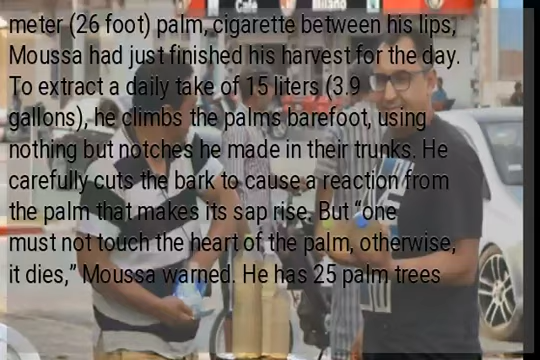 Cafe Milano
meter (26 foot) palm, cigarette between his lips,
Moussa had just finished his harvest for the day.
To extract a daily take of 15 liters (3.9
gallons), he climbs the palms barefoot, using
nothing but notches he made in their trunks. He
carefully cuts the bark to cause a reaction from
the palm that makes its sap rise. But “one
must not touch the heart of the palm, otherwise,
it dies,” Moussa warned. He has 25 palm trees